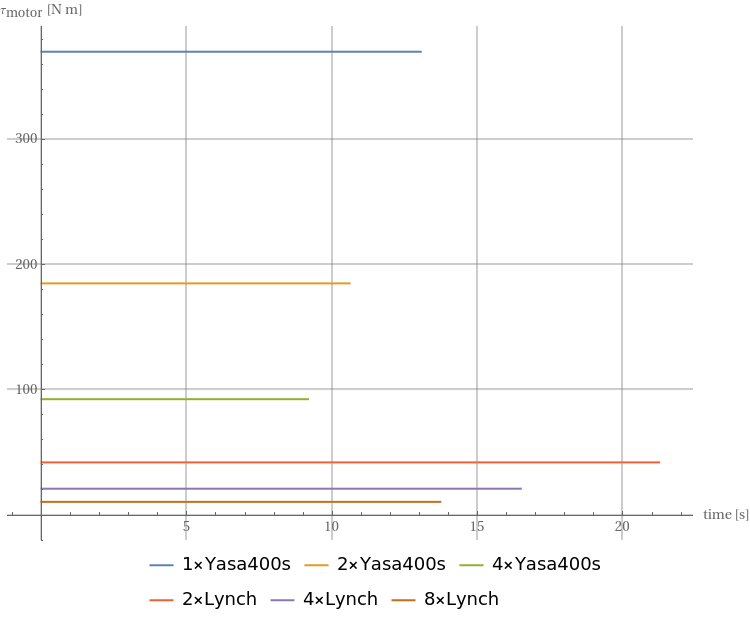 τmotor [N m]
300
200
100
5 10 15 20 time [s]
1×Yasa400s 2×Yasa400s 4×Yasa400s
2×Lynch 4×Lynch 8×Lynch